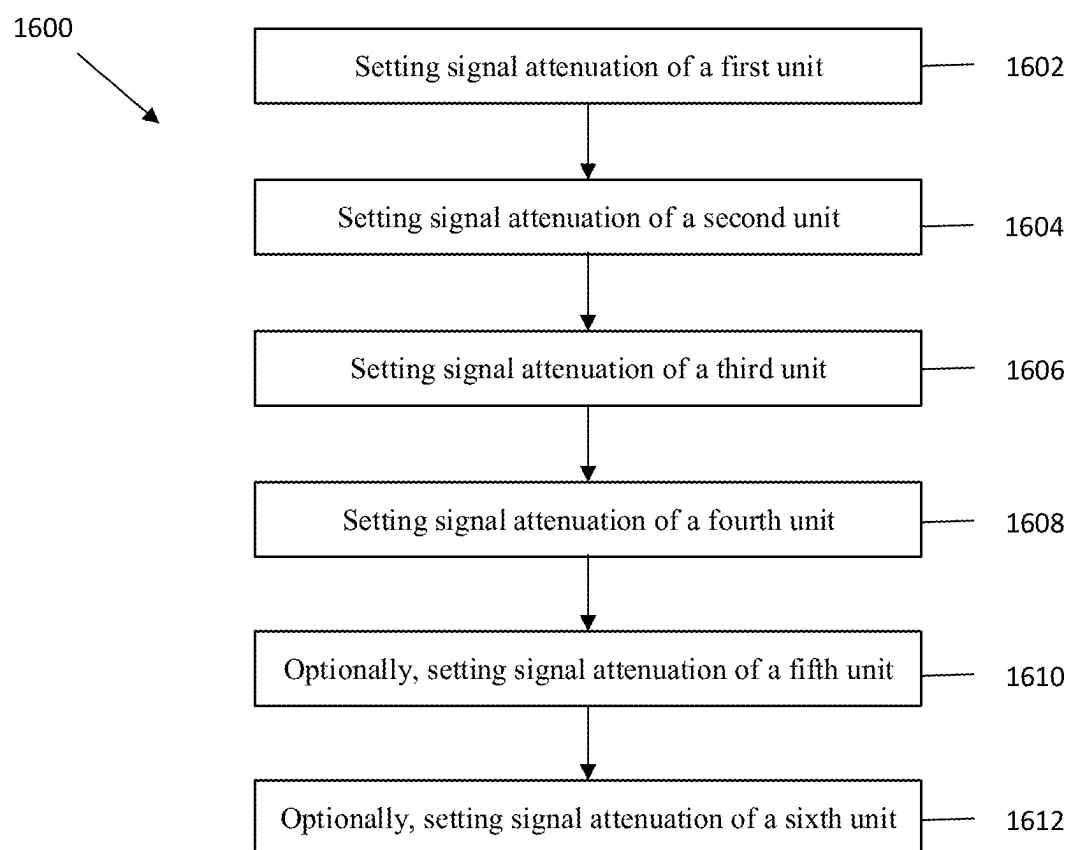 1600
Setting signal attenuation of a first unit
1602
Setting signal attenuation of a second unit
1604
Setting signal attenuation of a third unit
1606
Setting signal attenuation of a fourth unit
1608
Optionally, setting signal attenuation of a fifth unit
1610
Optionally, setting signal attenuation of a sixth unit
1612